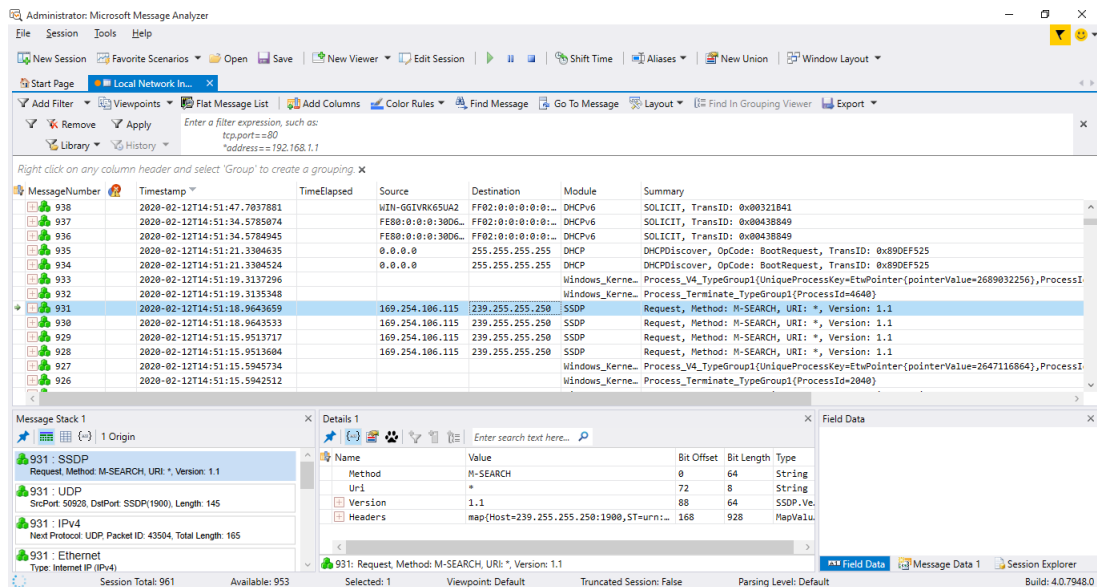 Administrator: Microsoft Message Analyzer
File Session Tools Help
New Session Favorite Scenarios Open Save New Viewer Edit Session Shift Time Aliases New Union Window Layout
Start Page Local Network In...
Add Filter Viewpoints Flat Message List Add Columns Color Rules Find Message Go To Message Layout Find In Grouping Viewer Export
Remove Apply Enter a filter expression, such as:
tcp.port==80
Library History *address==192.168.1.1
Right click on any column header and select 'Group' to create a grouping.
MessageNumber Timestamp TimeElapsed Source Destination Module Summary
938 2020-02-12T14:51:47.7037881 WIN-GGIVRK65UA2 FF02:0:0:0:0:0:... DHCPv6 SOLICIT, TransID: 0x00321B41
937 2020-02-12T14:51:34.5785074 FE80:0:0:0:30D6... FF02:0:0:0:0:0:... DHCPv6 SOLICIT, TransID: 0x0043B849
936 2020-02-12T14:51:34.5784945 FE80:0:0:0:30D6... FF02:0:0:0:0:0:... DHCPv6 SOLICIT, TransID: 0x0043B849
935 2020-02-12T14:51:21.3304635 0.0.0.0 255.255.255.255 DHCP DHCPDiscover, OpCode: BootRequest, TransID: 0x89DEF525
934 2020-02-12T14:51:21.3304524 0.0.0.0 255.255.255.255 DHCP DHCPDiscover, OpCode: BootRequest, TransID: 0x89DEF525
933 2020-02-12T14:51:19.3137296 Windows_Kerne... Process_V4_TypeGroup1{UniqueProcessKey=EtwPointer{pointerValue=2689032256},ProcessI
932 2020-02-12T14:51:19.3135348 Windows_Kerne... Process_Terminate_TypeGroup1{ProcessId=4640}
931 2020-02-12T14:51:18.9643659 169.254.106.115 239.255.255.250 SSDP Request, Method: M-SEARCH, URI: *, Version: 1.1
930 2020-02-12T14:51:18.9643533 169.254.106.115 239.255.255.250 SSDP Request, Method: M-SEARCH, URI: *, Version: 1.1
929 2020-02-12T14:51:15.9513717 169.254.106.115 239.255.255.250 SSDP Request, Method: M-SEARCH, URI: *, Version: 1.1
928 2020-02-12T14:51:15.9513604 169.254.106.115 239.255.255.250 SSDP Request, Method: M-SEARCH, URI: *, Version: 1.1
927 2020-02-12T14:51:15.5945734 Windows_Kerne... Process_V4_TypeGroup1{UniqueProcessKey=EtwPointer{pointerValue=2647116864},ProcessI
926 2020-02-12T14:51:15.5942512 Windows_Kerne... Process_Terminate_TypeGroup1{ProcessId=2040}
Message Stack 1
1 Origin
931 : SSDP
Request, Method: M-SEARCH, URI: *, Version: 1.1
931 : UDP
SrcPort: 50928, DstPort: SSDP(1900), Length: 145
931 : IPv4
Next Protocol: UDP, Packet ID: 43504, Total Length: 165
931 : Ethernet
Type: Internet IP (IPv4)
Details 1
Enter search text here...
Name Value Bit Offset Bit Length Type
Method M-SEARCH 0 64 String
Uri * 72 8 String
Version 1.1 88 64 SSDP.Ve.
Headers map{Host=239.255.255.250:1900,ST=urn:... 168 928 MapValu.
931: Request, Method: M-SEARCH, URI: *, Version: 1.1
Field Data
Field Data Message Data 1 Session Explorer
Session Total: 961 Available: 953 Selected: 1 Viewpoint: Default Truncated Session: False Parsing Level: Default Build: 4.0.7948.0